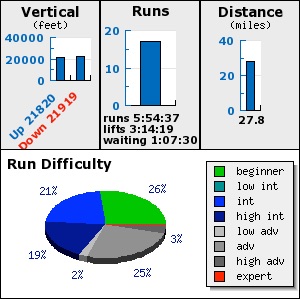 Vertical
(feet)
40000
20000
0
Up 21820
Down 21919
Runs
30
20
10
0
runs 5:54:37
lifts 3:14:19
waiting 1:07:30
Distance
(miles)
40
20
0
27.8
Run Difficulty
21%
26%
19%
3%
2%
25%
beginner
low int
int
high int
low adv
adv
high adv
expert